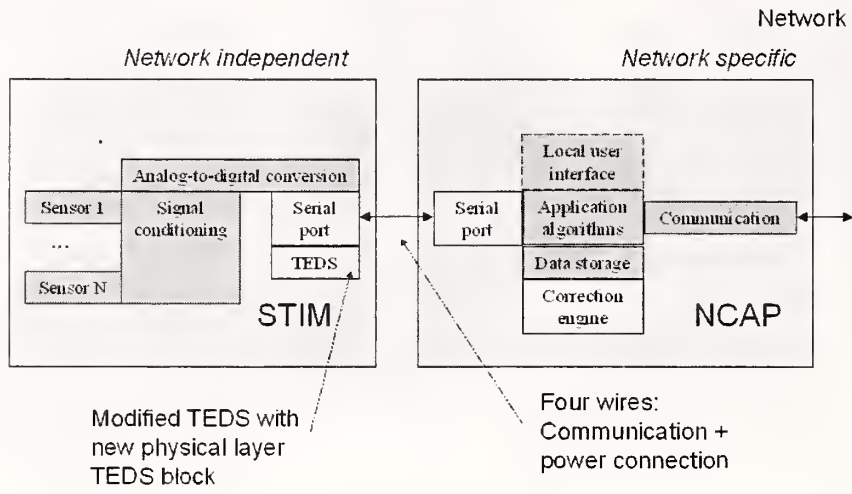 Network
Network independent
Network specific
Analog-to-digital conversion
Sensor 1
...
Sensor N
Signal
conditioning
Serial
port
TEDS
STIM
Serial
port
Local user
interface
Application
algorithms
Data storage
Correction
engine
Communication
NCAP
Modified TEDS with
new physical layer
TEDS block
Four wires:
Communication +
power connection